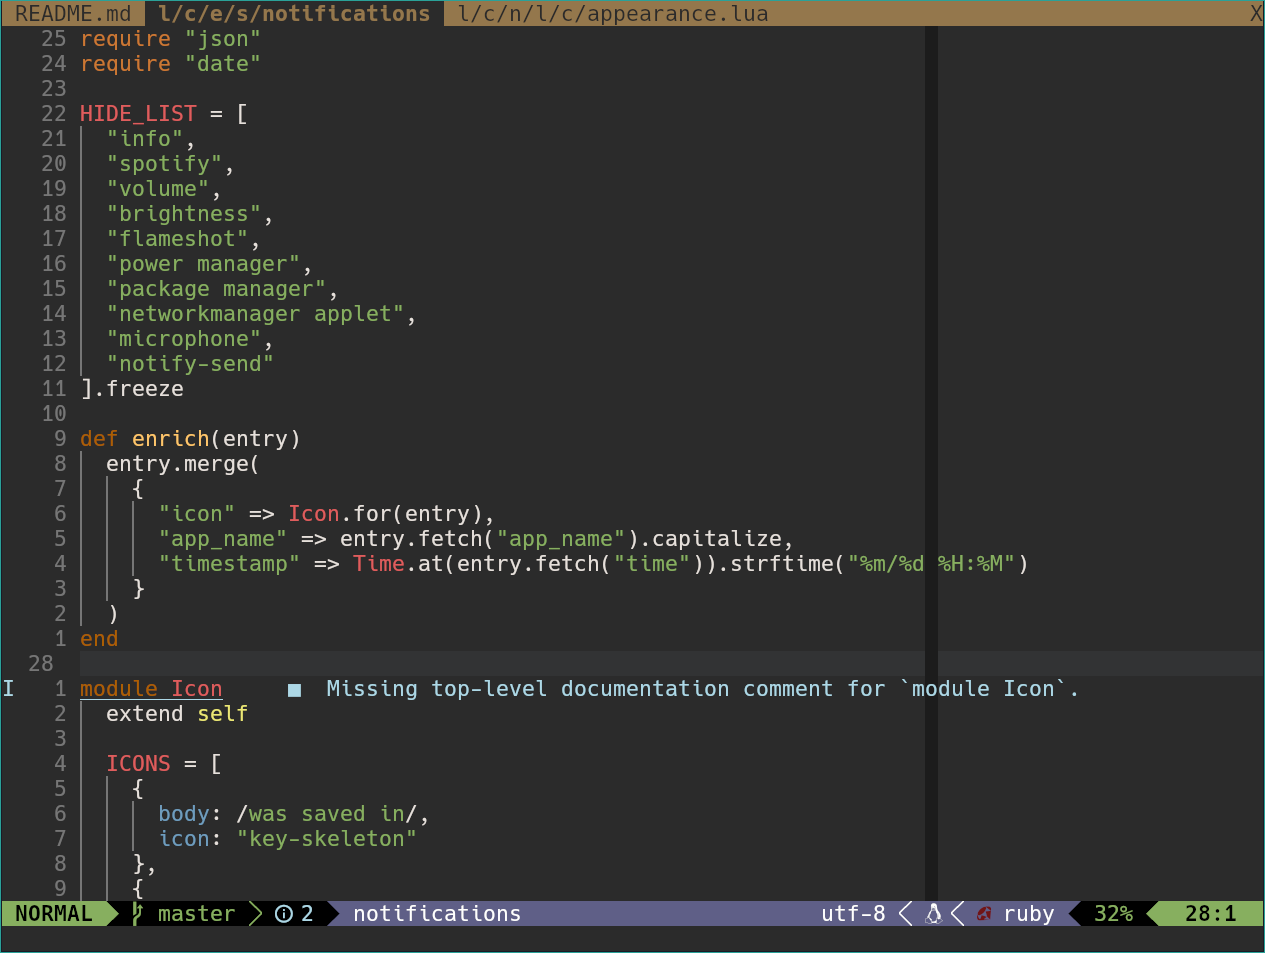 README.md l/c/e/s/notifications l/c/n/l/c/appearance.lua X
25 require "json"
24 require "date"
23
22 HIDE_LIST = [
21 "info",
20 "spotify",
19 "volume",
18 "brightness",
17 "flameshot",
16 "power manager",
15 "package manager",
14 "networkmanager applet",
13 "microphone",
12 "notify-send"
11 ].freeze
10
9 def enrich(entry)
8 entry.merge(
7 {
6 "icon" => Icon.for(entry),
5 "app_name" => entry.fetch("app_name").capitalize,
4 "timestamp" => Time.at(entry.fetch("time")).strftime("%m/%d %H:%M")
3 }
2 )
1 end
28
I 1 module Icon ■ Missing top-level documentation comment for `module Icon`.
2 extend self
3
4 ICONS = [
5 {
6 body: /was saved in/,
7 icon: "key-skeleton"
8 },
9 {
NORMAL master 2 notifications utf-8 ruby 32% 28:1